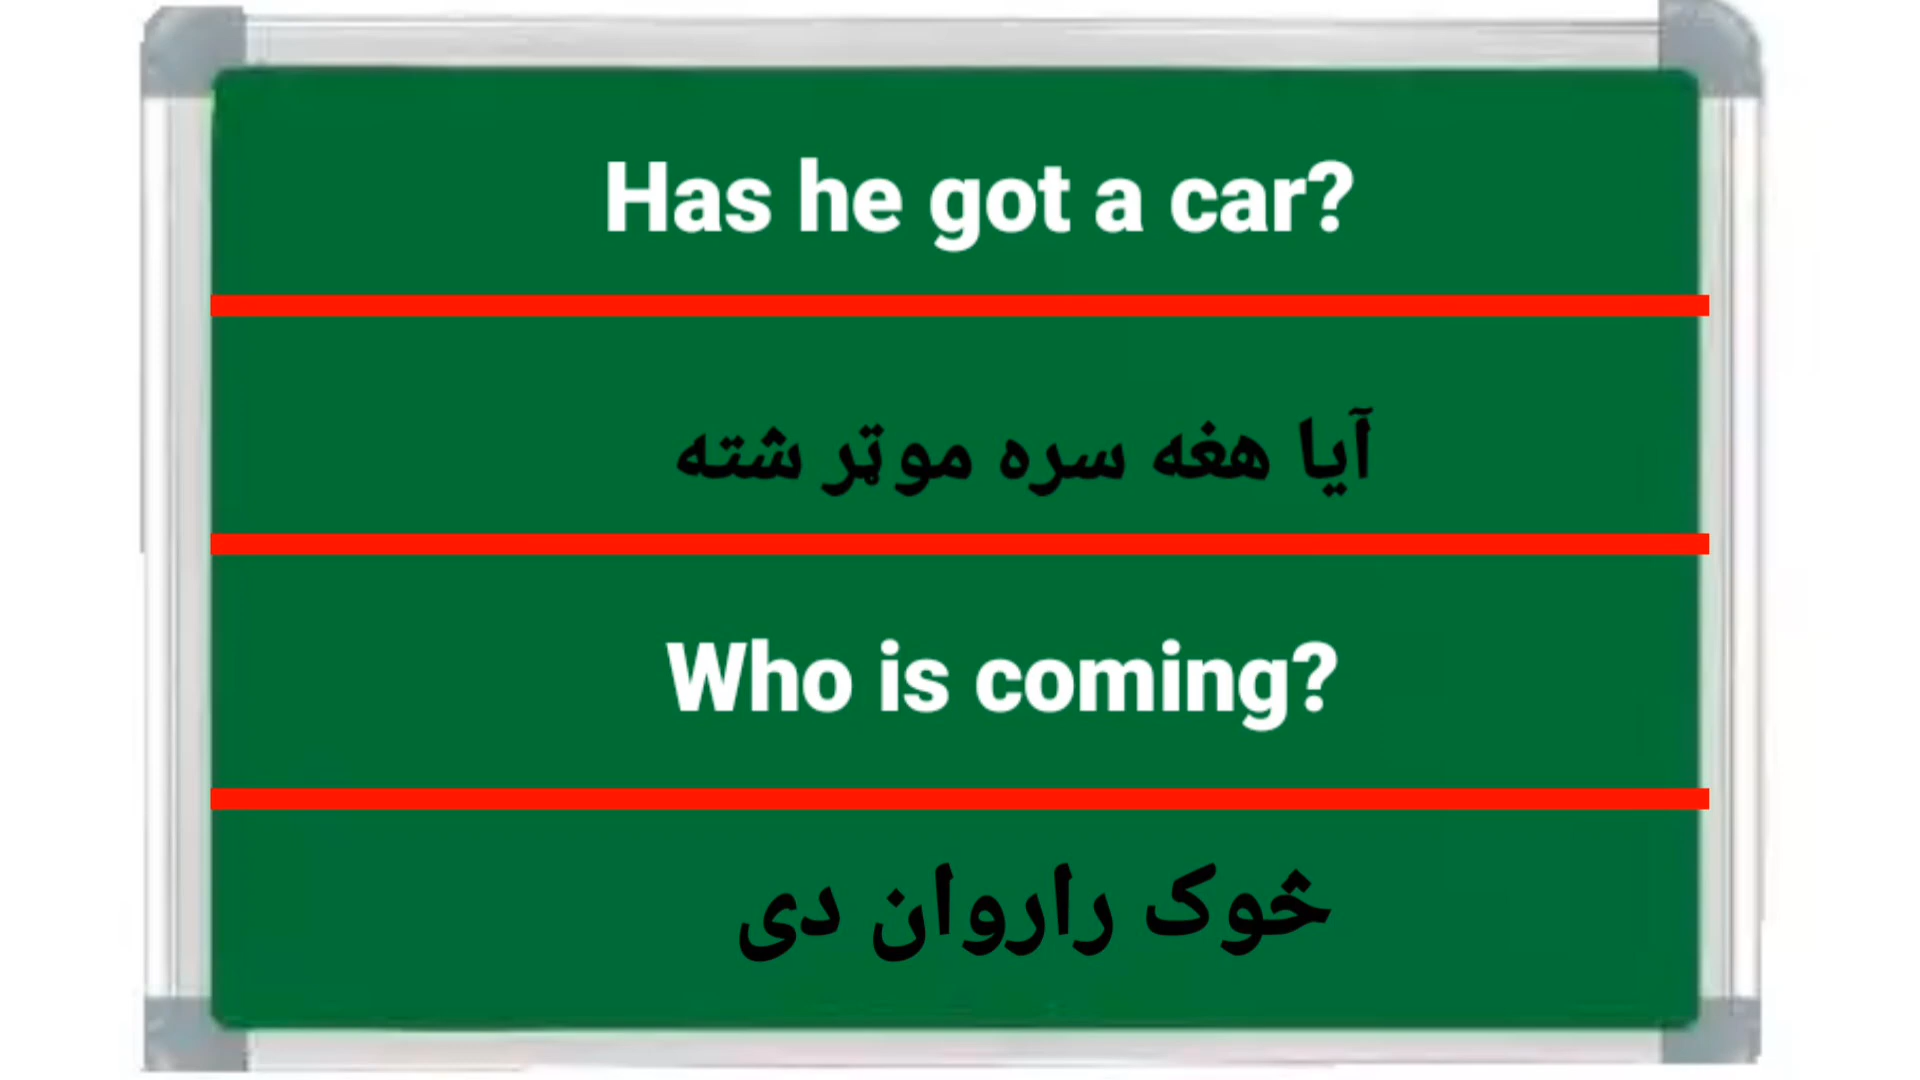 Has he got a car?
آیا هغه سره موټر شته
Who is coming?
څوک راروان دی